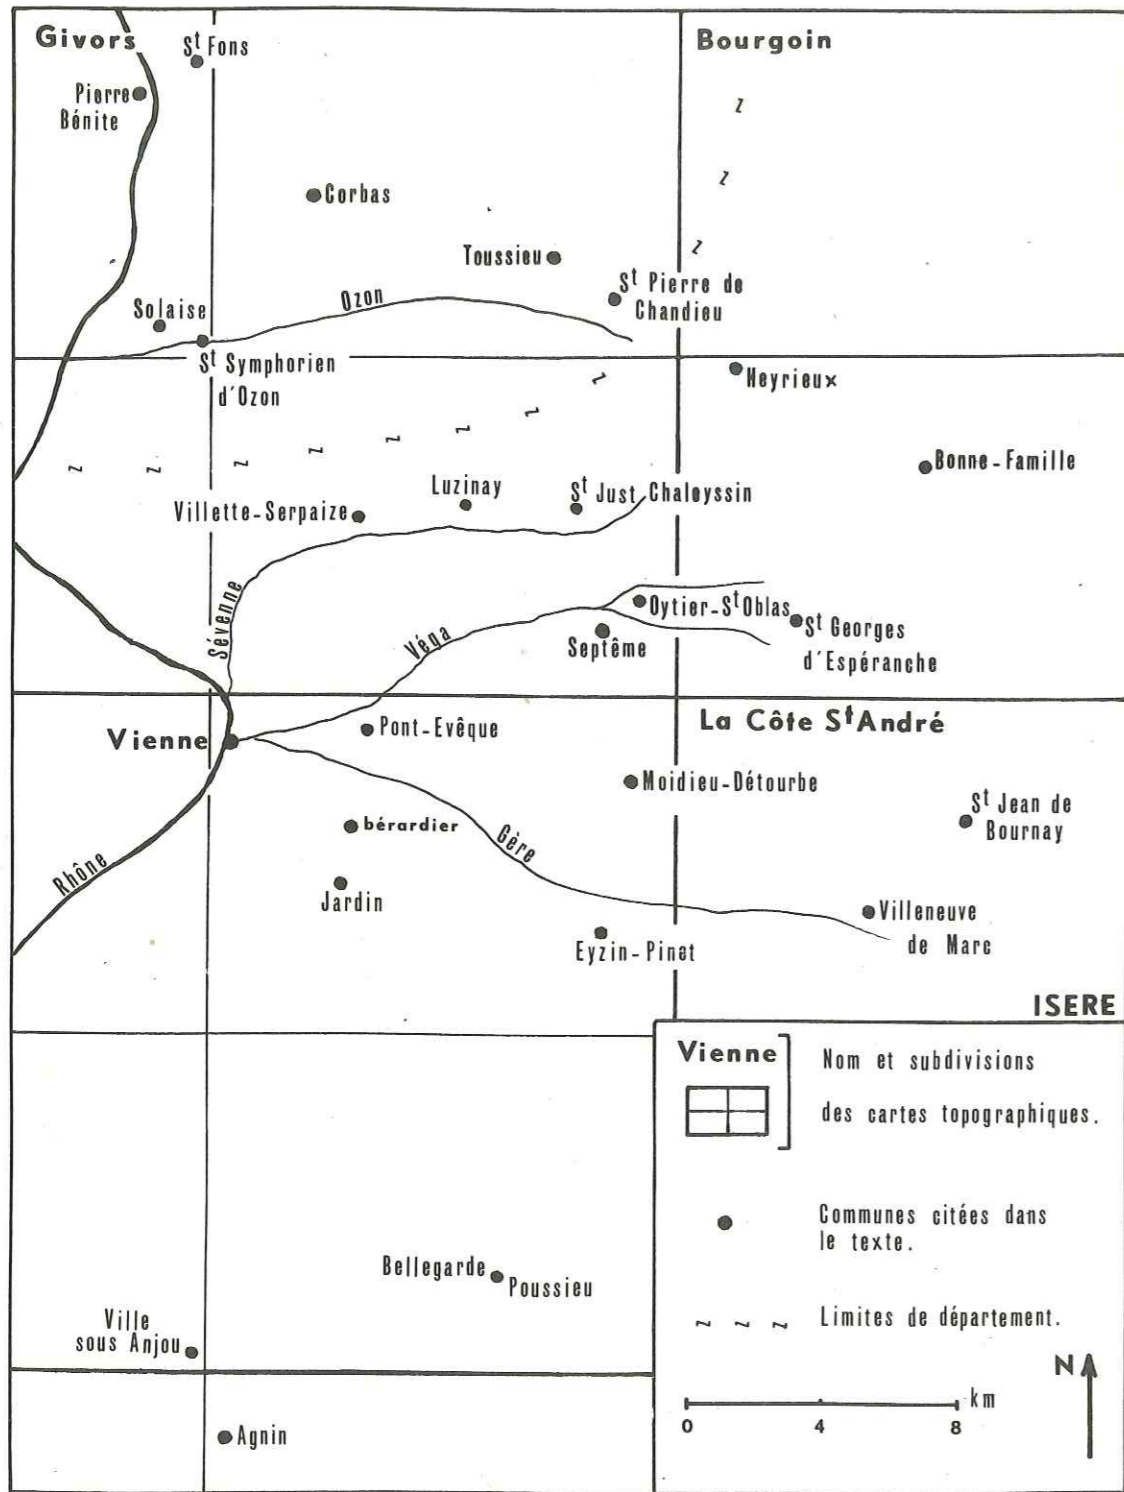 Givors
St Fons
Bourgoin
Pierre
Bénite
Corbas
Toussieu
St Pierre de
Chandieu
Ozon
Solaise
St Symphorien
d'Ozon
Heyrieux
Bonne-Famille
Luzinay
St Just Chaleyssin
Villette-Serpaize
Sévenne
Véga
Oytier-St Oblas
St Georges
d'Espéranche
Septême
La Côte St André
Vienne
Pont-Evêque
Moidieu-Détourbe
St Jean de
Bournay
bérardier
Gère
Rhône
Jardin
Villeneuve
de Marc
Eyzin-Pinet
ISERE
Vienne
Nom et subdivisions
des cartes topographiques.
Communes citées dans
le texte.
Bellegarde
Poussieu
Ville
sous Anjou
Limites de département.
N
km
0 4 8
Agnin